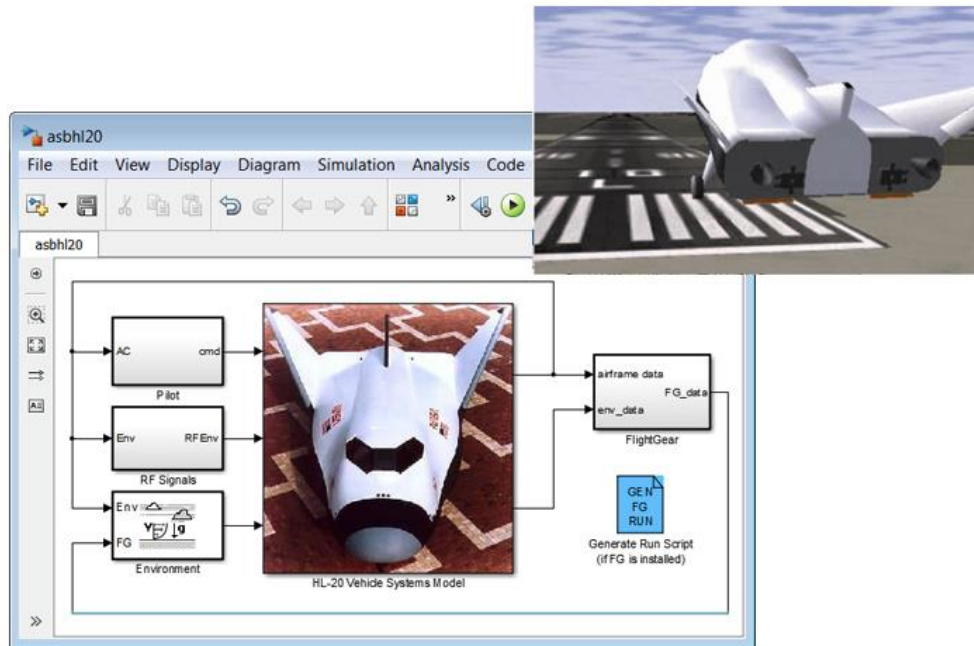 asbhl20
File Edit View Display Diagram Simulation Analysis Code
»
asbhl20
AC
cmd
Pilot
Env
RFEnv
RF Signals
Env
FG
V
g
Environment
HL-20 Vehicle Systems Model
airframe data
env_data
FG_data
FlightGear
GEN
FG
RUN
Generate Run Script
(if FG is installed)
»